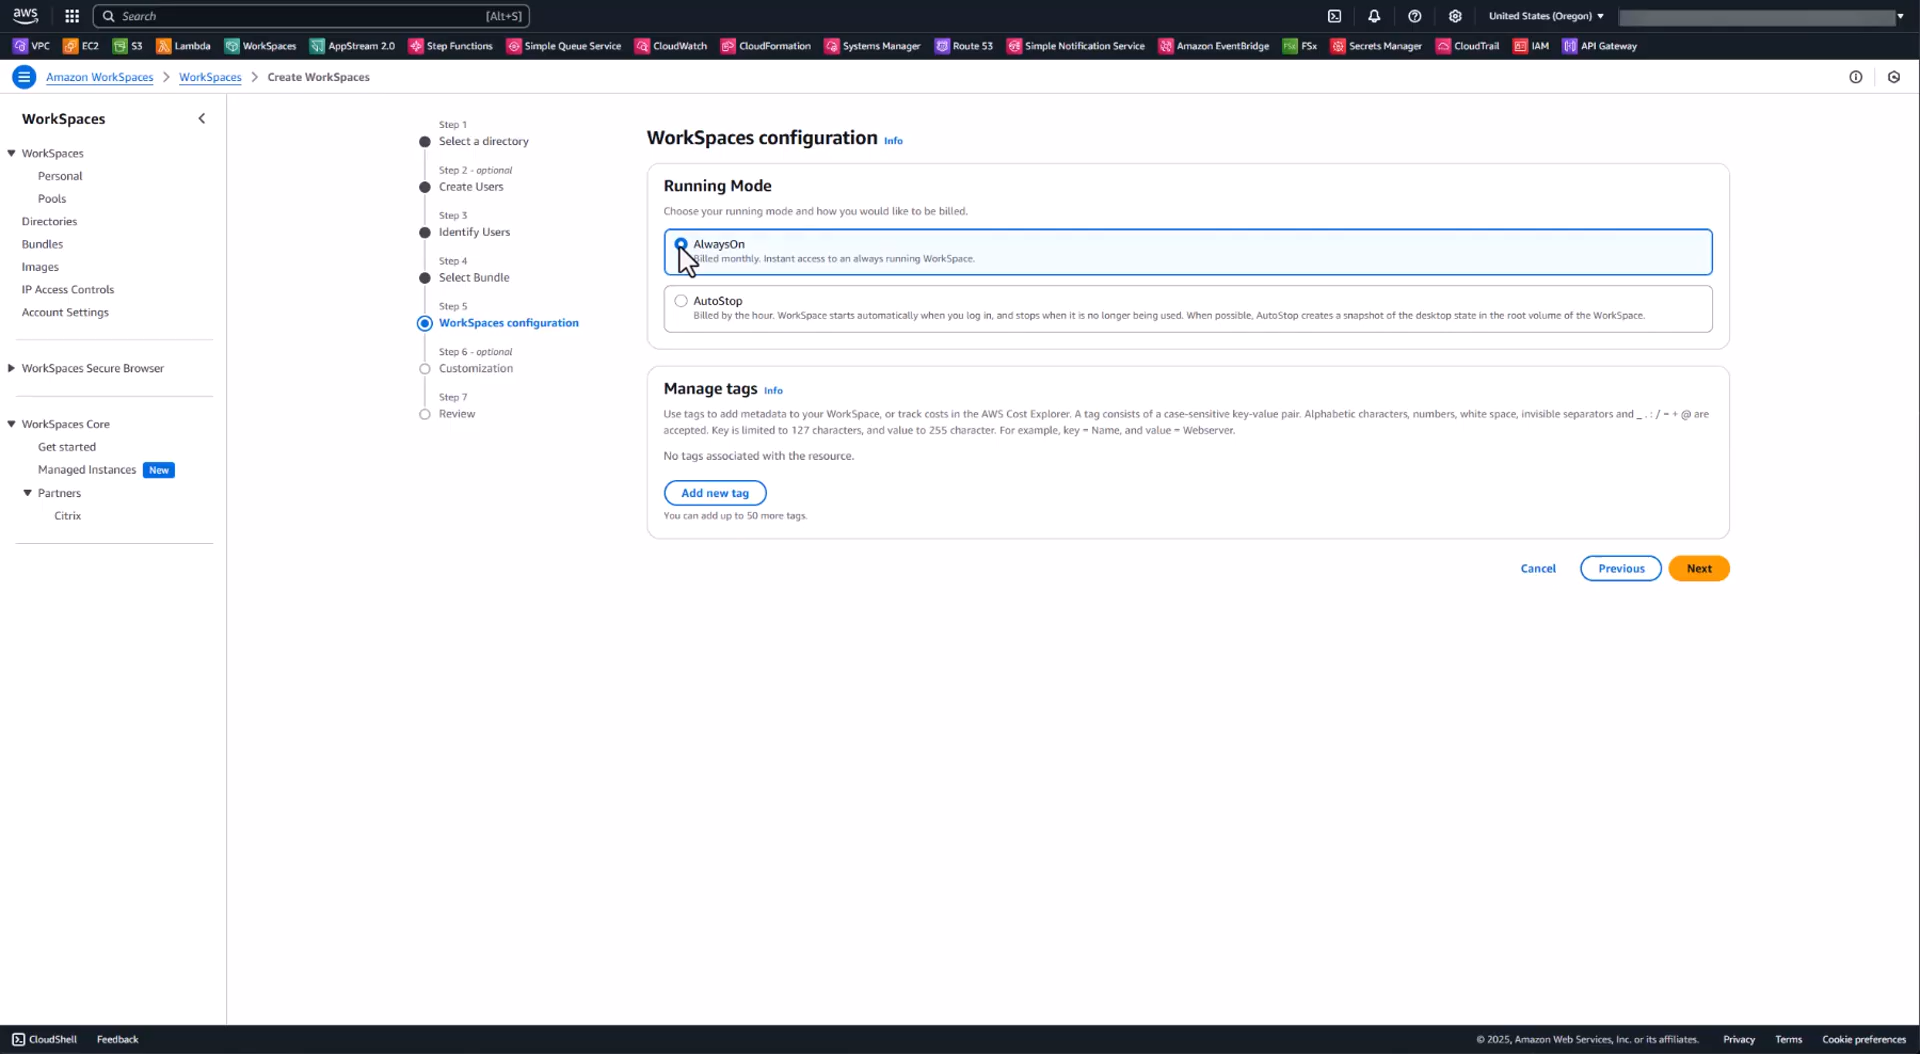 aws
Search [Alt+S]
United States (Oregon)
VPC EC2 S3 Lambda WorkSpaces AppStream 2.0 Step Functions Simple Queue Service CloudWatch CloudFormation Systems Manager Route 53 Simple Notification Service Amazon EventBridge FSx Secrets Manager CloudTrail IAM API Gateway
Amazon WorkSpaces > WorkSpaces > Create WorkSpaces
WorkSpaces
WorkSpaces
Personal
Pools
Directories
Bundles
Images
IP Access Controls
Account Settings
WorkSpaces Secure Browser
WorkSpaces Core
Get started
Managed Instances New
Partners
Citrix
Step 1
Select a directory
Step 2 - optional
Create Users
Step 3
Identify Users
Step 4
Select Bundle
Step 5
WorkSpaces configuration
Step 6 - optional
Customization
Step 7
Review
WorkSpaces configuration Info
Running Mode
Choose your running mode and how you would like to be billed.
AlwaysOn
Billed monthly. Instant access to an always running WorkSpace.
AutoStop
Billed by the hour. WorkSpace starts automatically when you log in, and stops when it is no longer being used. When possible, AutoStop creates a snapshot of the desktop state in the root volume of the WorkSpace.
Manage tags Info
Use tags to add metadata to your WorkSpace, or track costs in the AWS Cost Explorer. A tag consists of a case-sensitive key-value pair. Alphabetic characters, numbers, white space, invisible separators and _ . : / = + @ are
accepted. Key is limited to 127 characters, and value to 255 character. For example, key = Name, and value = Webserver.
No tags associated with the resource.
Add new tag
You can add up to 50 more tags.
Cancel Previous Next
CloudShell Feedback © 2025, Amazon Web Services, Inc. or its affiliates. Privacy Terms Cookie preferences